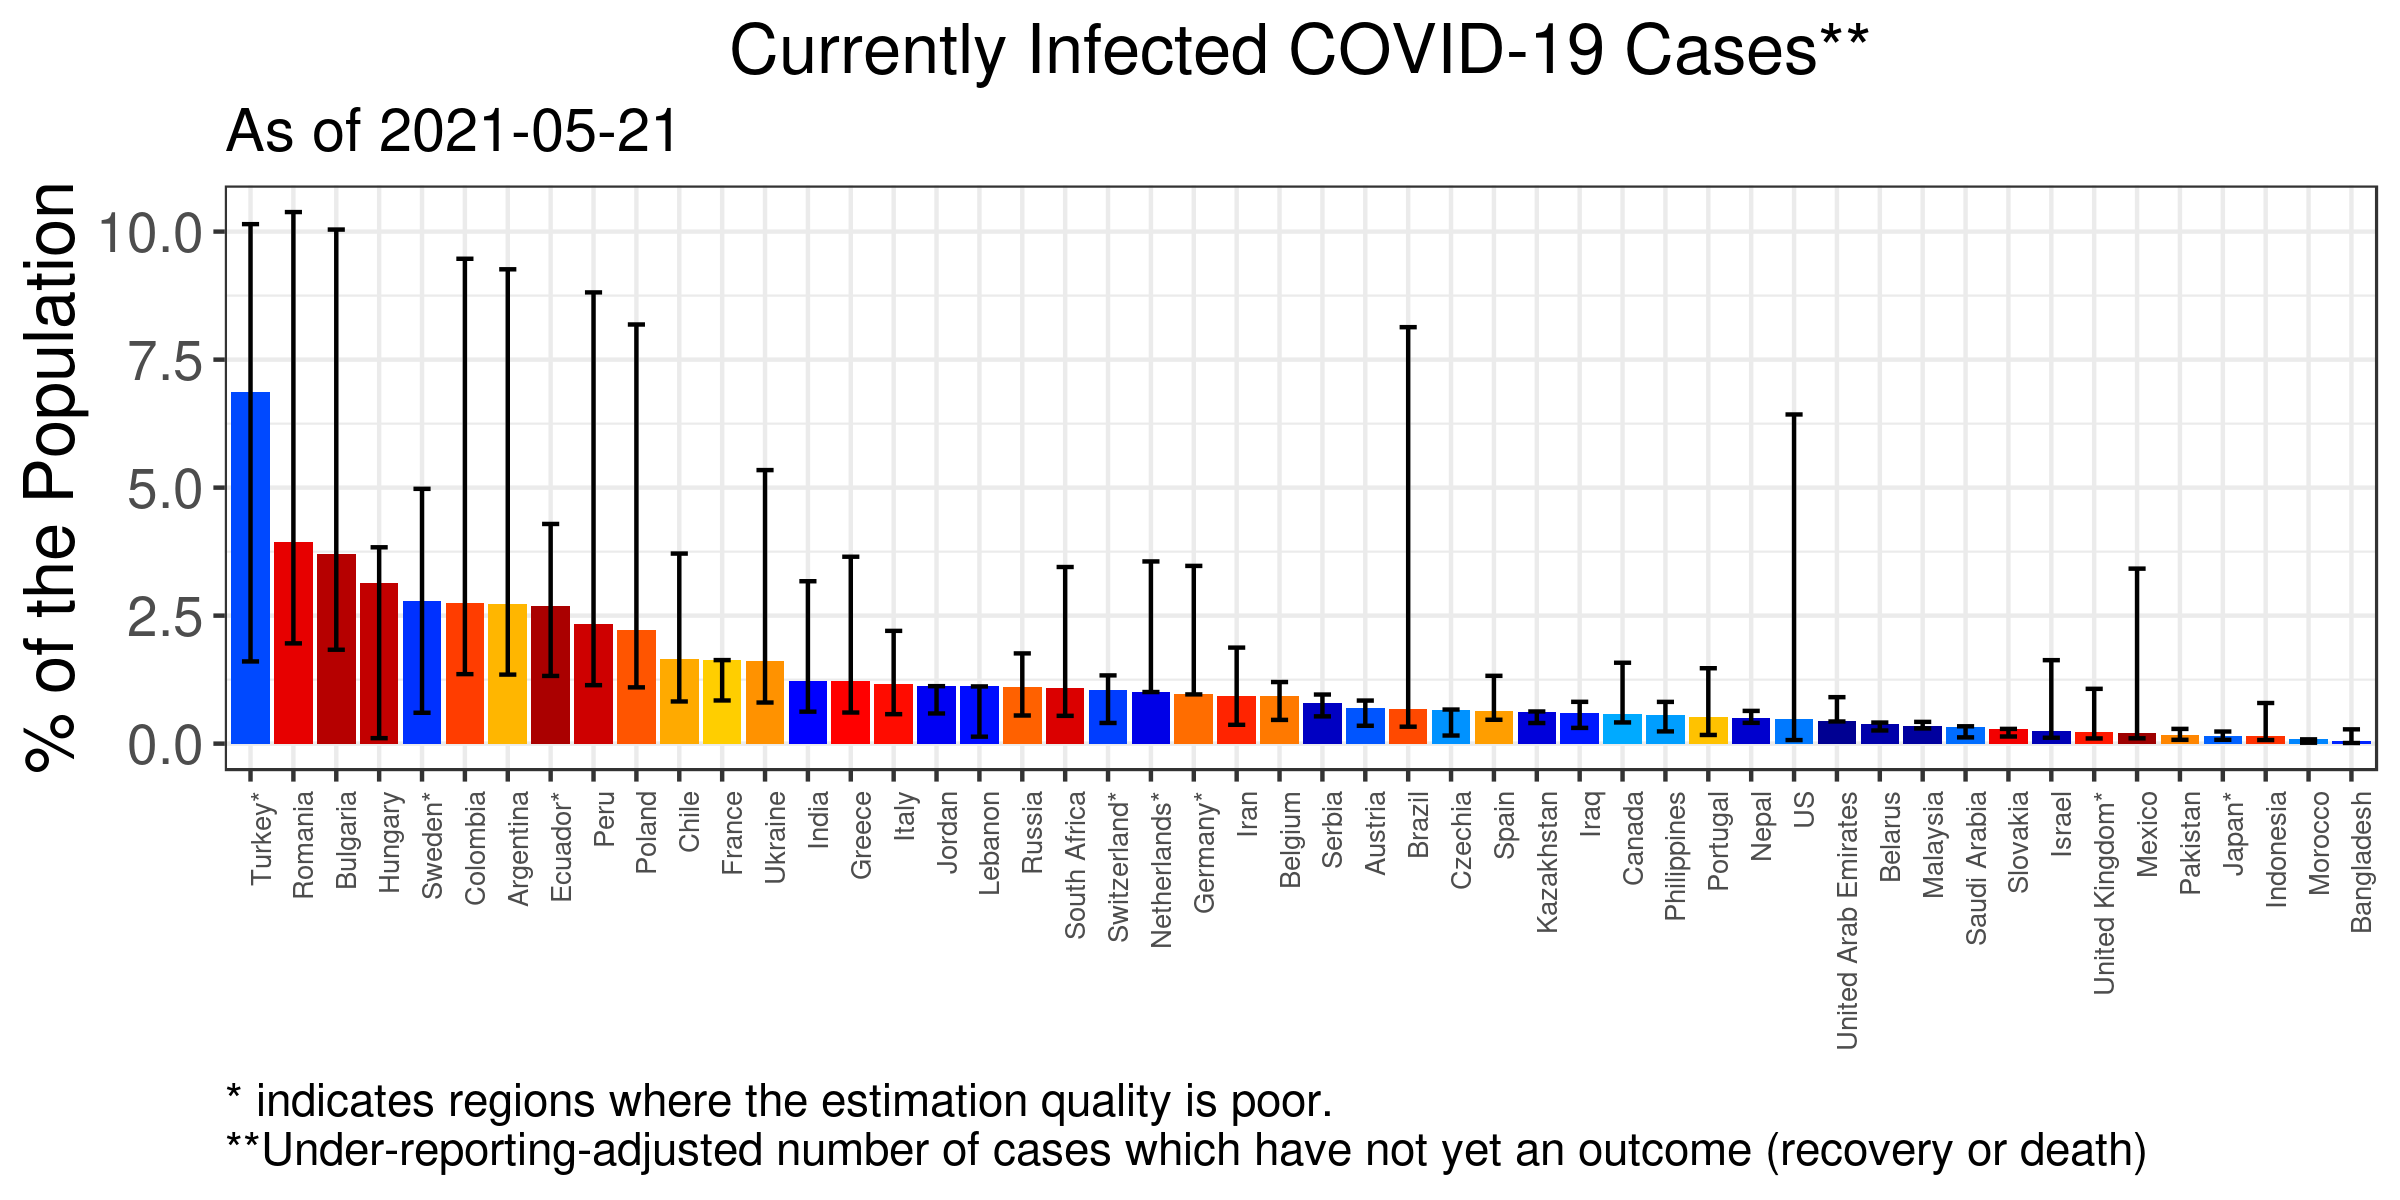 Currently Infected COVID-19 Cases**
As of 2021-05-21
% of the Population
10.0
7.5
5.0
2.5
0.0
Turkey*
Romania
Bulgaria
Hungary
Sweden*
Colombia
Argentina
Ecuador*
Peru
Poland
Chile
France
Ukraine
India
Greece
Italy
Jordan
Lebanon
Russia
South Africa
Switzerland*
Netherlands*
Germany*
Iran
Belgium
Serbia
Austria
Brazil
Czechia
Spain
Kazakhstan
Iraq
Canada
Philippines
Portugal
Nepal
US
United Arab Emirates
Belarus
Malaysia
Saudi Arabia
Slovakia
Israel
United Kingdom*
Mexico
Pakistan
Japan*
Indonesia
Morocco
Bangladesh
* indicates regions where the estimation quality is poor.
**Under-reporting-adjusted number of cases which have not yet an outcome (recovery or death)